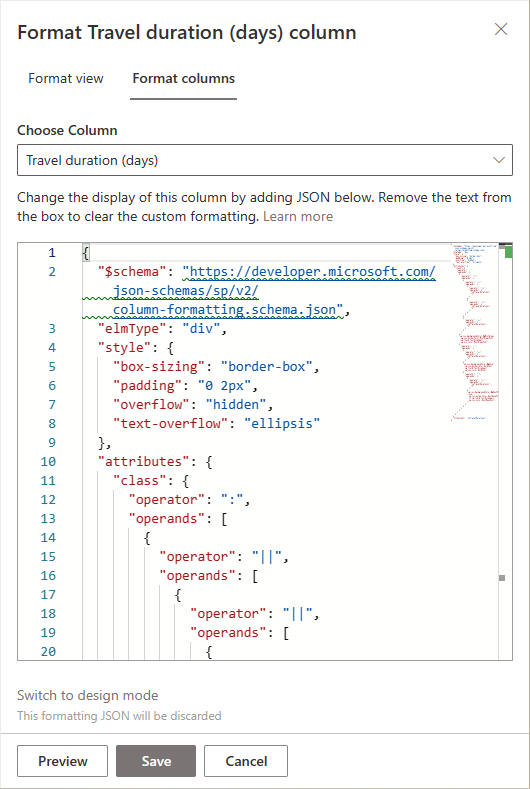 Format Travel duration (days) column
Format view Format columns
Choose Column
Travel duration (days)
Change the display of this column by adding JSON below. Remove the text from
the box to clear the custom formatting. Learn more
1 {
2 "$schema": "https://developer.microsoft.com/
json-schemas/sp/v2/
column-formatting.schema.json",
3 "elmType": "div",
4 "style": {
5 "box-sizing": "border-box",
6 "padding": "0 2px",
7 "overflow": "hidden",
8 "text-overflow": "ellipsis"
9 },
10 "attributes": {
11 "class": {
12 "operator": ":",
13 "operands": [
14 {
15 "operator": "||",
16 "operands": [
17 {
18 "operator": "||",
19 "operands": [
20 {
Switch to design mode
This formatting JSON will be discarded
Preview Save Cancel